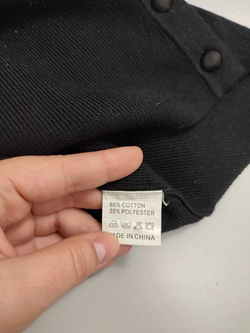 65% COTTON
35% POLYESTER
MADE IN CHINA